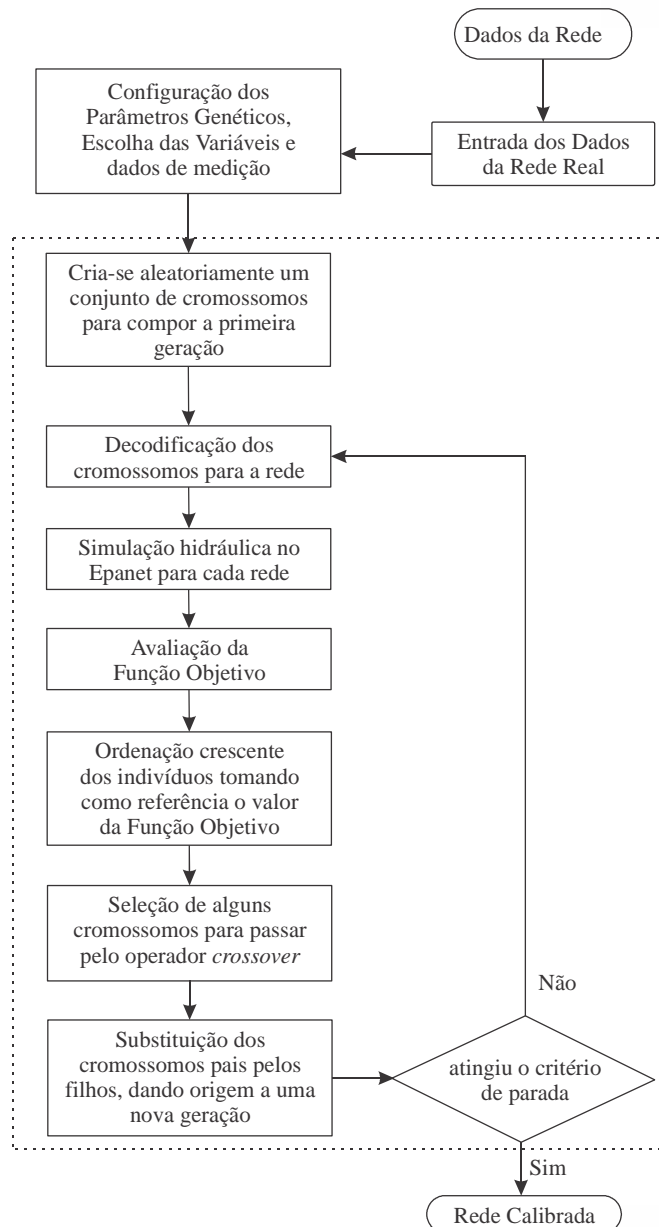 Dados da Rede
Entrada dos Dados
da Rede Real
Configuração dos
Parâmetros Genéticos,
Escolha das Variáveis e
dados de medição
Cria-se aleatoriamente um
conjunto de cromossomos
para compor a primeira
geração
Decodificação dos
cromossomos para a rede
Simulação hidráulica no
Epanet para cada rede
Avaliação da
Função Objetivo
Ordenação crescente
dos indivíduos tomando
como referência o valor
da Função Objetivo
Seleção de alguns
cromossomos para passar
pelo operador crossover
Substituição dos
cromossomos pais pelos
filhos, dando origem a uma
nova geração
atingiu o critério
de parada
Não
Sim
Rede Calibrada